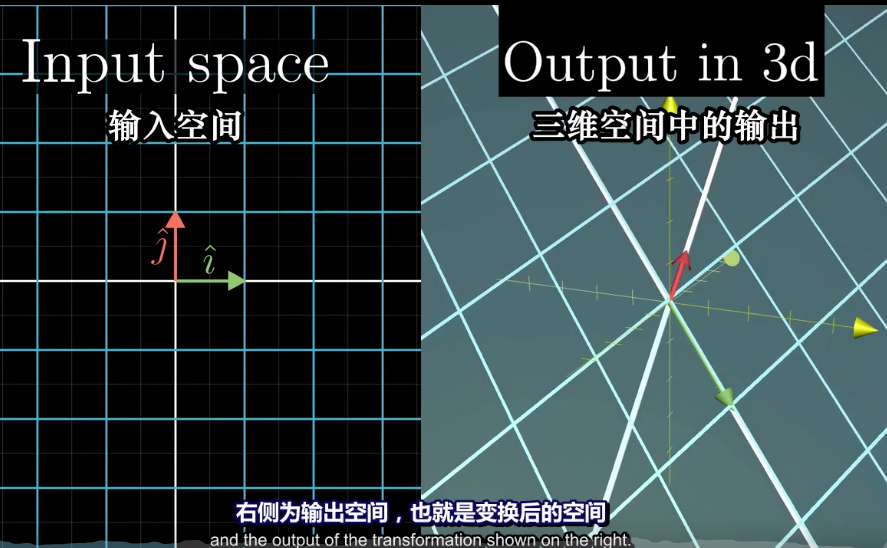 Input space
输入空间
ĵ
î
Output in 3d
三维空间中的输出
右侧为输出空间，也就是变换后的空间
and the output of the transformation shown on the right.